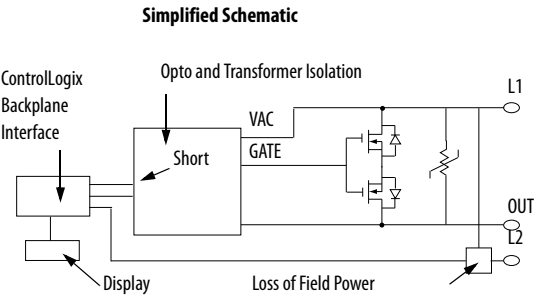 Simplified Schematic
ControlLogix
Backplane
Interface
Opto and Transformer Isolation
L1
VAC
GATE
Short
OUT
L2
Display
Loss of Field Power